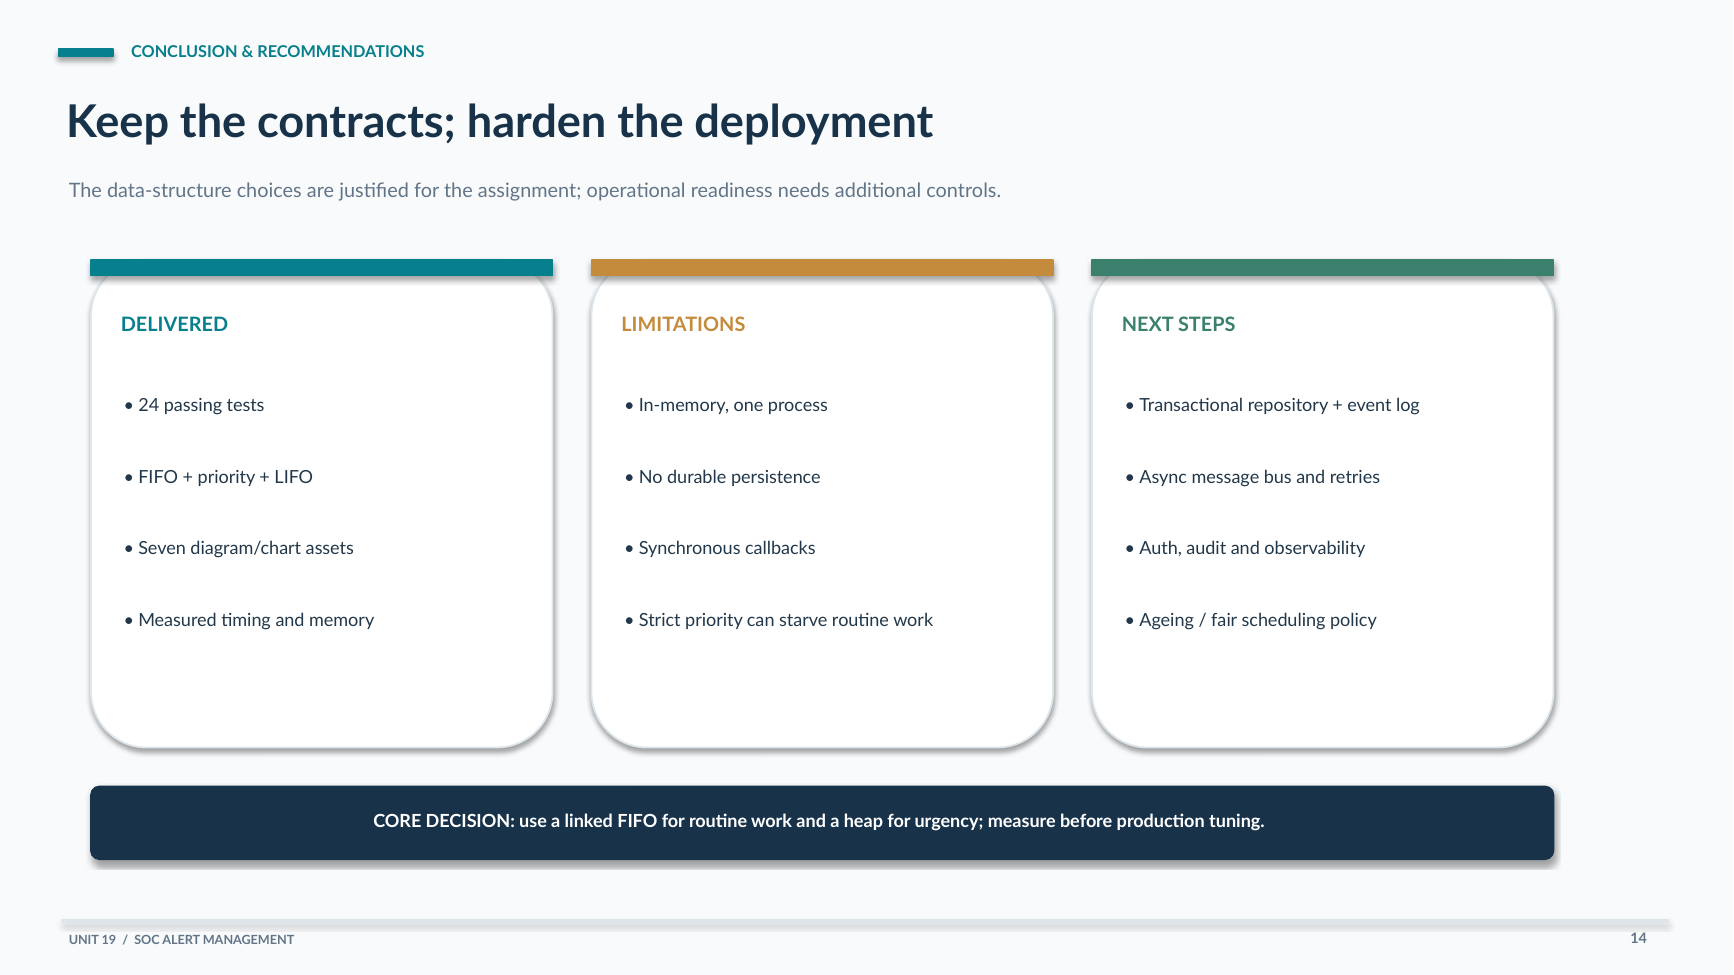 CONCLUSION & RECOMMENDATIONS
Keep the contracts; harden the deployment
The data-structure choices are justified for the assignment; operational readiness needs additional controls.
DELIVERED
• 24 passing tests
• FIFO + priority + LIFO
• Seven diagram/chart assets
• Measured timing and memory
LIMITATIONS
• In-memory, one process
• No durable persistence
• Synchronous callbacks
• Strict priority can starve routine work
NEXT STEPS
• Transactional repository + event log
• Async message bus and retries
• Auth, audit and observability
• Ageing / fair scheduling policy
CORE DECISION: use a linked FIFO for routine work and a heap for urgency; measure before production tuning.
UNIT 19 / SOC ALERT MANAGEMENT
14